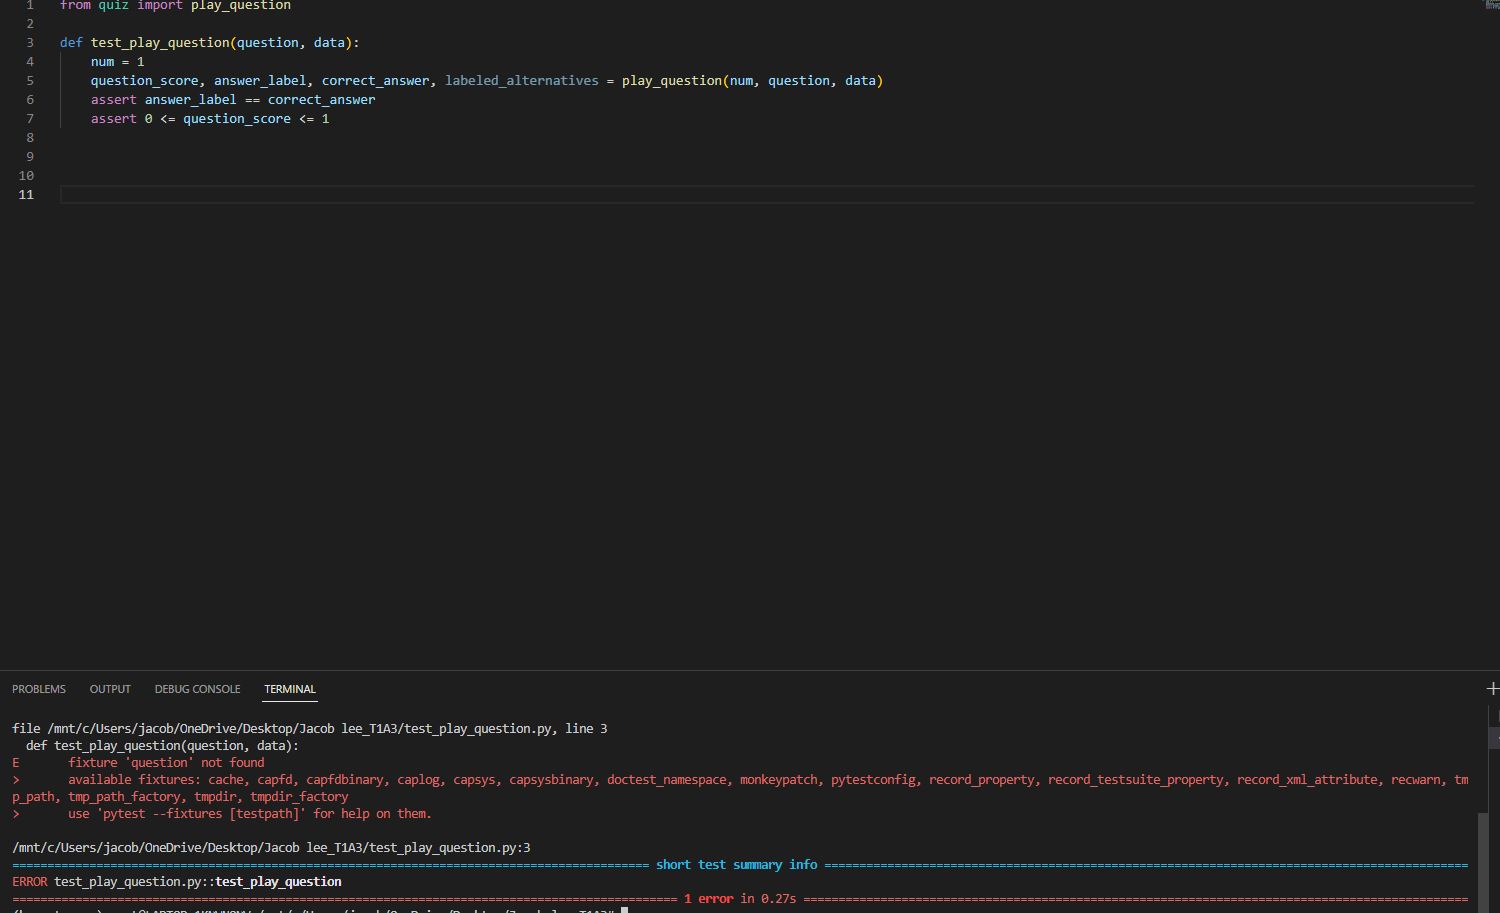 1 from quiz import play_question
2
3 def test_play_question(question, data):
4 num = 1
5 question_score, answer_label, correct_answer, labeled_alternatives = play_question(num, question, data)
6 assert answer_label == correct_answer
7 assert 0 <= question_score <= 1
8
9
10
11
PROBLEMS OUTPUT DEBUG CONSOLE TERMINAL
file /mnt/c/Users/jacob/OneDrive/Desktop/Jacob lee_T1A3/test_play_question.py, line 3
def test_play_question(question, data):
E fixture 'question' not found
> available fixtures: cache, capfd, capfdbinary, caplog, capsys, capsysbinary, doctest_namespace, monkeypatch, pytestconfig, record_property, record_testsuite_property, record_xml_attribute, recwarn, tm
p_path, tmp_path_factory, tmpdir, tmpdir_factory
> use 'pytest --fixtures [testpath]' for help on them.
/mnt/c/Users/jacob/OneDrive/Desktop/Jacob lee_T1A3/test_play_question.py:3
short test summary info
ERROR test_play_question.py::test_play_question
1 error in 0.27s